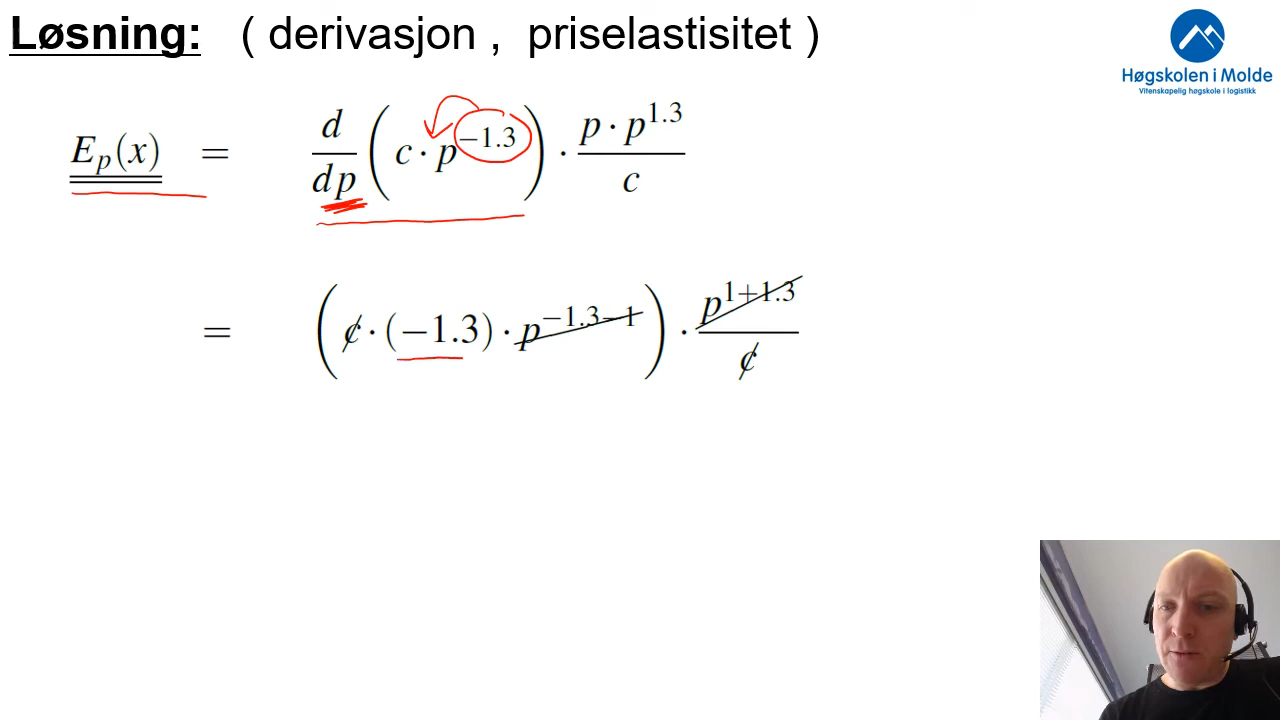 Løsning: ( derivasjon , priselastisitet )
Høgskolen i Molde
Vitenskapelig høgskole i logistikk
E_p(x) = d/dp (c · p^{−1.3}) · (p · p^{1.3})/c
= (c · (−1.3) · p^{−1.3−1}) · p^{1+1.3}/c